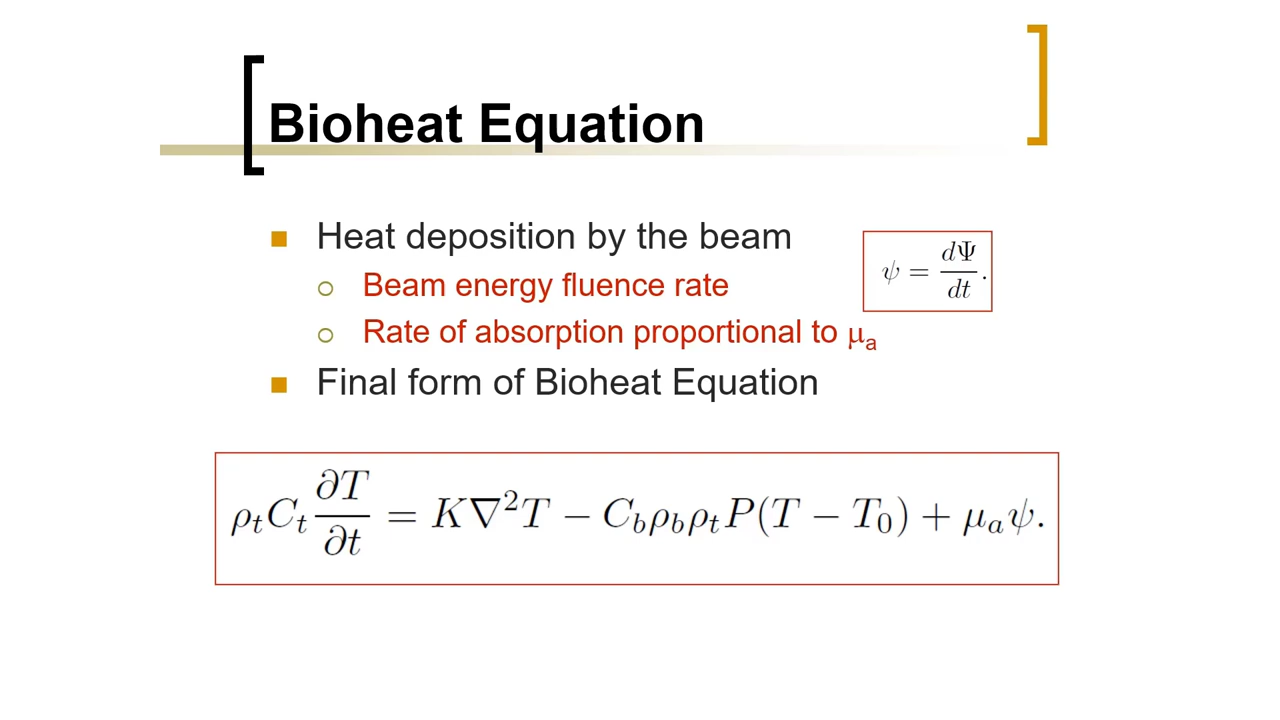 Bioheat Equation
Heat deposition by the beam
ψ = dΨ/dt.
Beam energy fluence rate
Rate of absorption proportional to μₐ
Final form of Bioheat Equation
ρₜCₜ ∂T/∂t = K∇²T − C_bρ_bρₜP(T − T₀) + μₐψ.